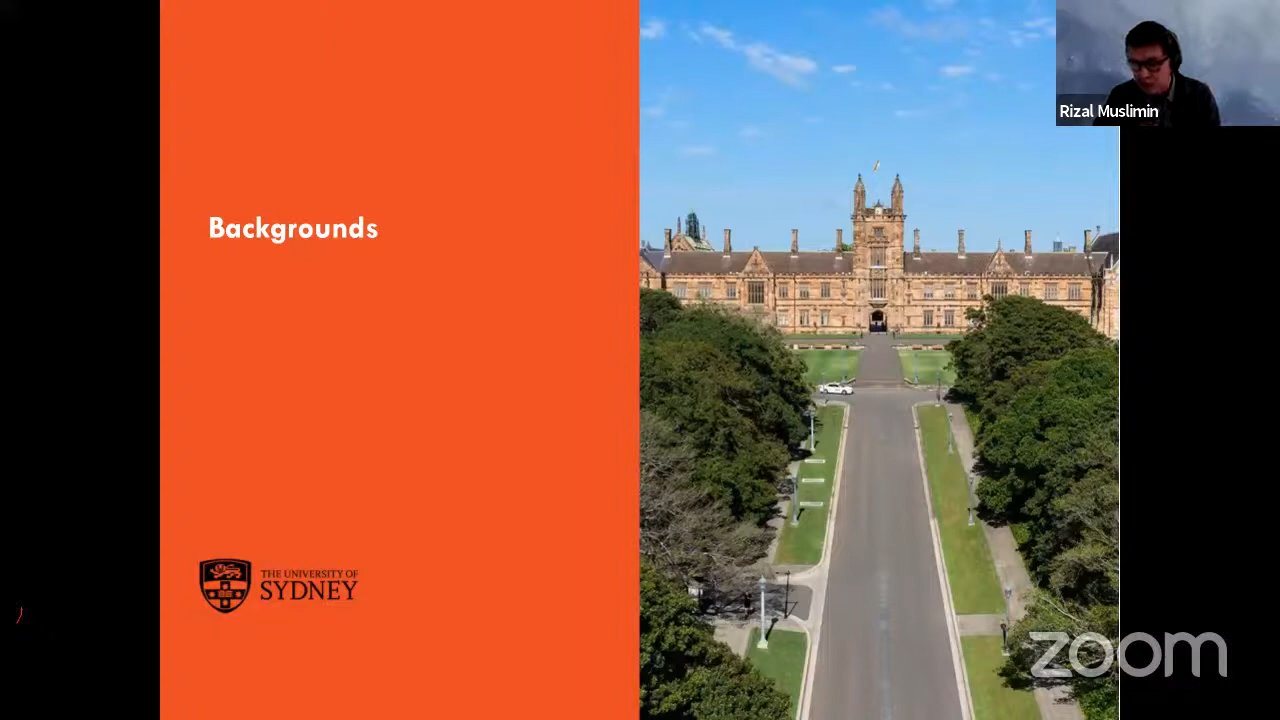 Rizal Muslimin
Backgrounds
THE UNIVERSITY OF
SYDNEY
zoom